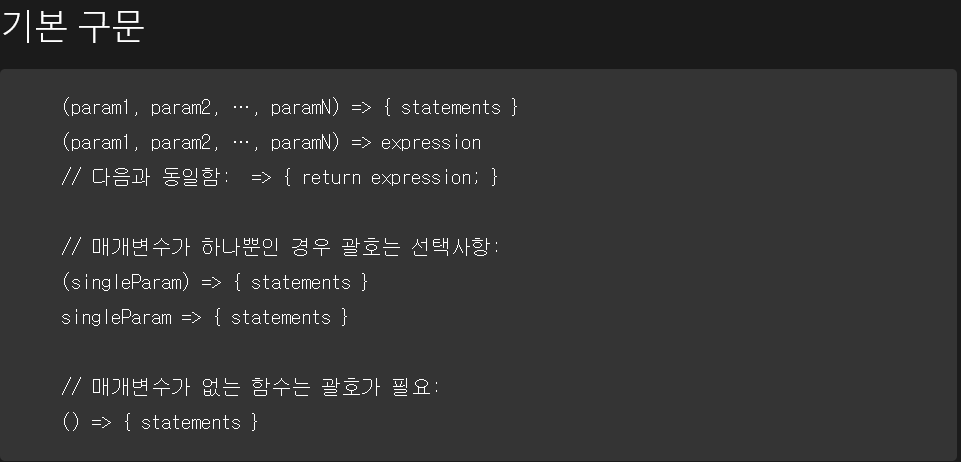 기본 구문
(param1, param2, …, paramN) => { statements }
(param1, param2, …, paramN) => expression
// 다음과 동일함:  => { return expression; }
// 매개변수가 하나뿐인 경우 괄호는 선택사항:
(singleParam) => { statements }
singleParam => { statements }
// 매개변수가 없는 함수는 괄호가 필요:
() => { statements }